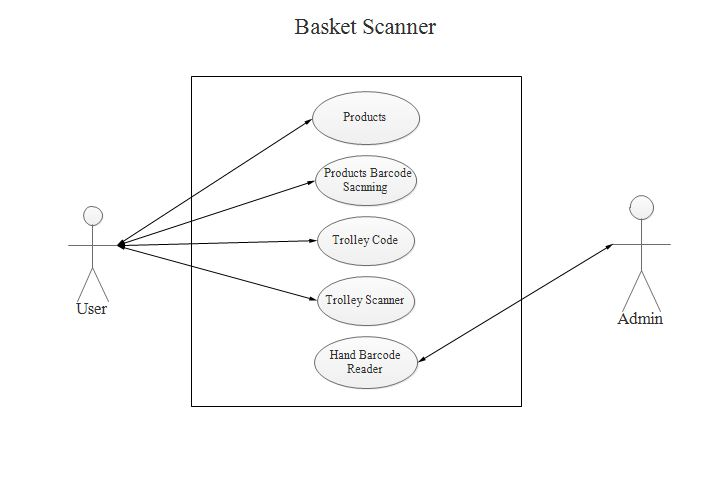 Basket Scanner
Products
Products Barcode
Sacnning
Trolley Code
Trolley Scanner
Hand Barcode
Reader
User
Admin